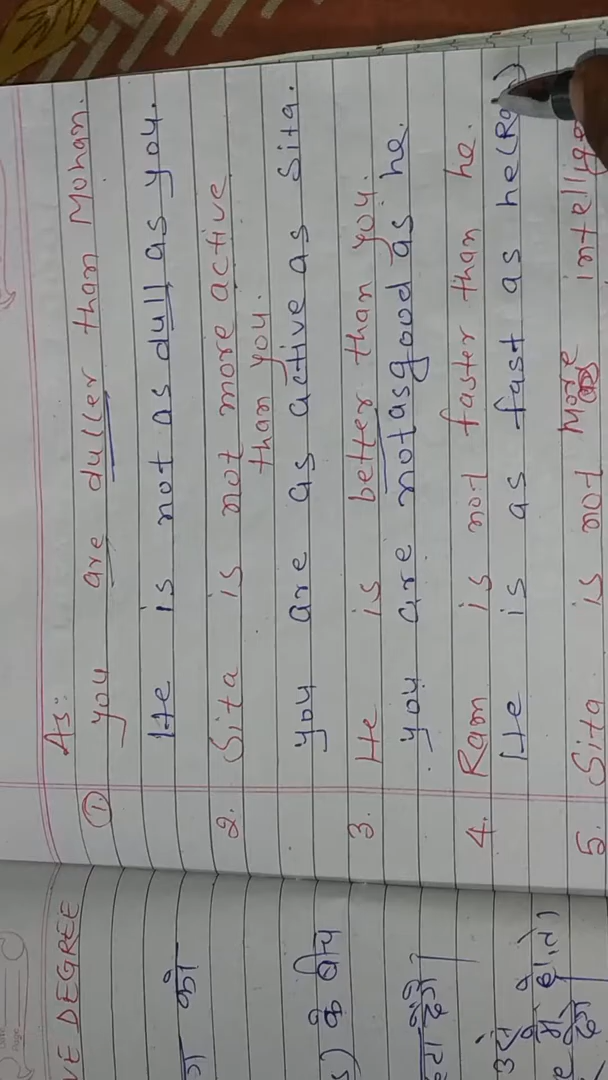 As:
① you are duller than Mohan.
He is not as dull as you.
2. Sita is not more active
than you.
you are as active as Sita.
3. He is better than you.
you are not as good as he.
4. Ram is not faster than he.
He is as fast as he (Ra
5. Sita is not More intellige
VE DEGREE
को
के बीच